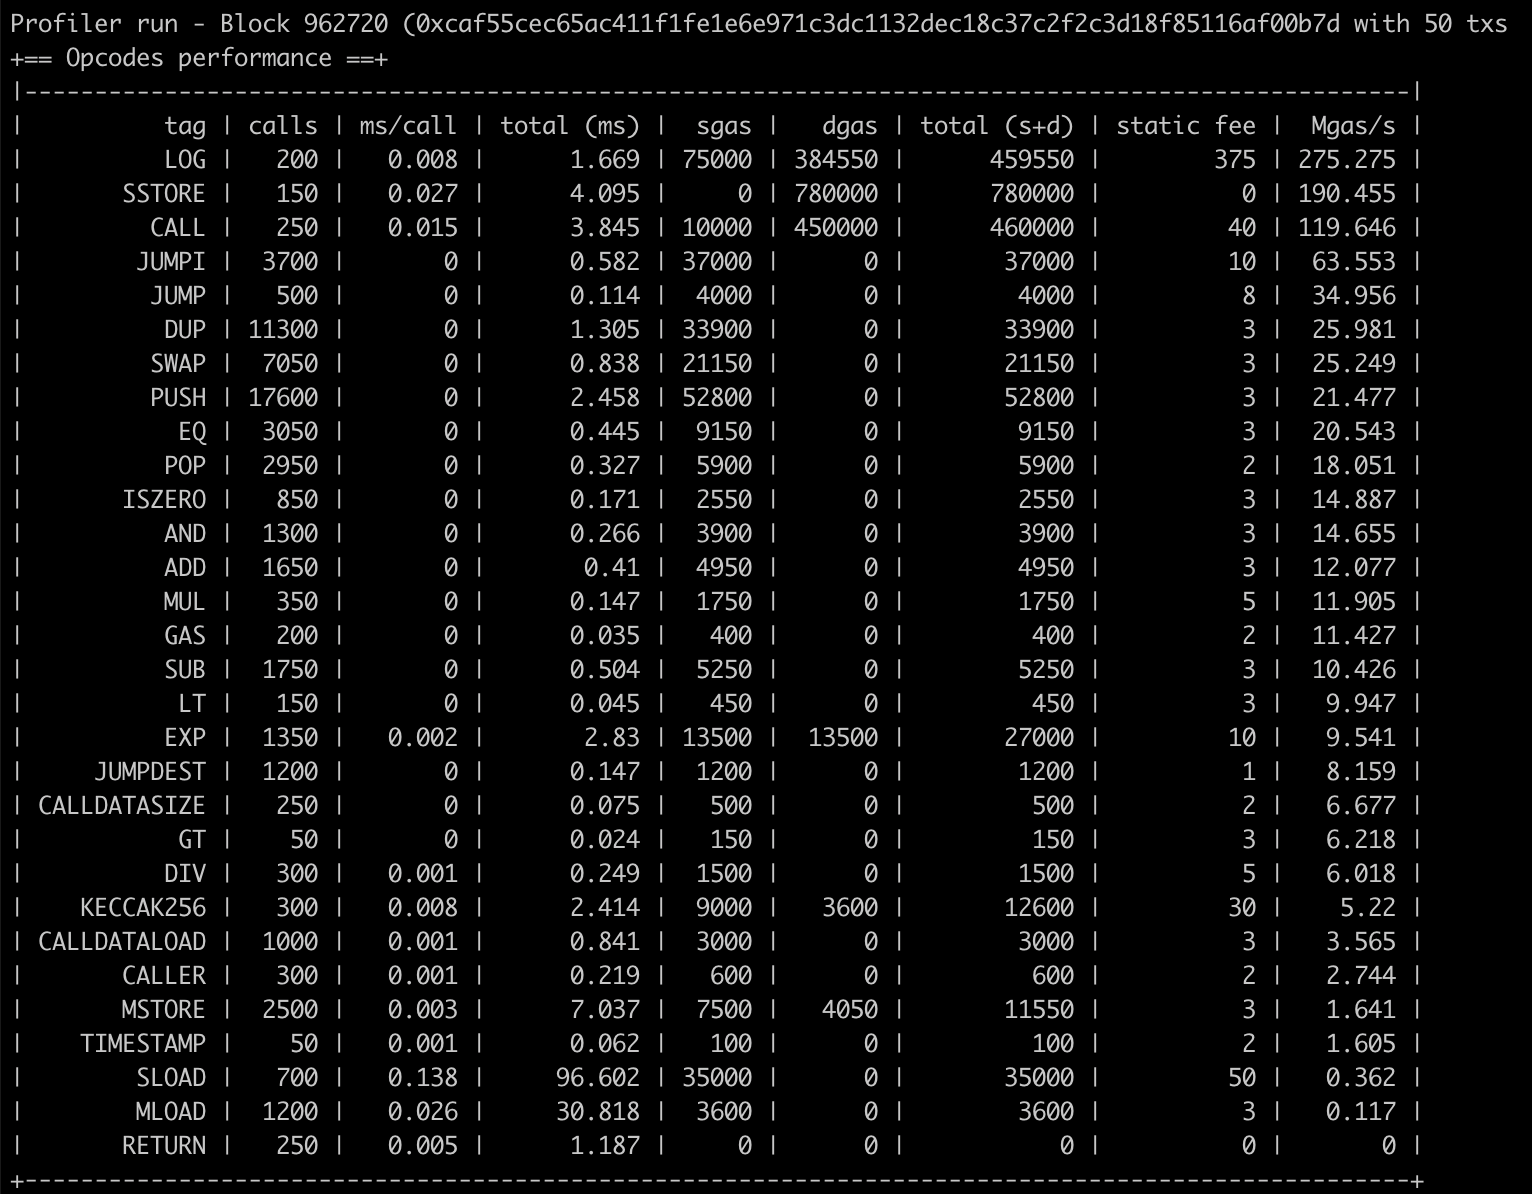 Profiler run - Block 962720 (0xcaf55cec65ac411f1fe1e6e971c3dc1132dec18c37c2f2c3d18f85116af00b7d with 50 txs
+== Opcodes performance ==+
|---------------------------------------------------------------------------------------------------|
|          tag | calls | ms/call | total (ms) |  sgas |   dgas | total (s+d) | static fee |  Mgas/s |
|          LOG |   200 |   0.008 |      1.669 | 75000 | 384550 |      459550 |        375 | 275.275 |
|       SSTORE |   150 |   0.027 |      4.095 |     0 | 780000 |      780000 |          0 | 190.455 |
|         CALL |   250 |   0.015 |      3.845 | 10000 | 450000 |      460000 |         40 | 119.646 |
|        JUMPI |  3700 |       0 |      0.582 | 37000 |      0 |       37000 |         10 |  63.553 |
|         JUMP |   500 |       0 |      0.114 |  4000 |      0 |        4000 |          8 |  34.956 |
|          DUP | 11300 |       0 |      1.305 | 33900 |      0 |       33900 |          3 |  25.981 |
|         SWAP |  7050 |       0 |      0.838 | 21150 |      0 |       21150 |          3 |  25.249 |
|         PUSH | 17600 |       0 |      2.458 | 52800 |      0 |       52800 |          3 |  21.477 |
|           EQ |  3050 |       0 |      0.445 |  9150 |      0 |        9150 |          3 |  20.543 |
|          POP |  2950 |       0 |      0.327 |  5900 |      0 |        5900 |          2 |  18.051 |
|       ISZERO |   850 |       0 |      0.171 |  2550 |      0 |        2550 |          3 |  14.887 |
|          AND |  1300 |       0 |      0.266 |  3900 |      0 |        3900 |          3 |  14.655 |
|          ADD |  1650 |       0 |       0.41 |  4950 |      0 |        4950 |          3 |  12.077 |
|          MUL |   350 |       0 |      0.147 |  1750 |      0 |        1750 |          5 |  11.905 |
|          GAS |   200 |       0 |      0.035 |   400 |      0 |         400 |          2 |  11.427 |
|          SUB |  1750 |       0 |      0.504 |  5250 |      0 |        5250 |          3 |  10.426 |
|           LT |   150 |       0 |      0.045 |   450 |      0 |         450 |          3 |   9.947 |
|          EXP |  1350 |   0.002 |       2.83 | 13500 |  13500 |       27000 |         10 |   9.541 |
|     JUMPDEST |  1200 |       0 |      0.147 |  1200 |      0 |        1200 |          1 |   8.159 |
| CALLDATASIZE |   250 |       0 |      0.075 |   500 |      0 |         500 |          2 |   6.677 |
|           GT |    50 |       0 |      0.024 |   150 |      0 |         150 |          3 |   6.218 |
|          DIV |   300 |   0.001 |      0.249 |  1500 |      0 |        1500 |          5 |   6.018 |
|    KECCAK256 |   300 |   0.008 |      2.414 |  9000 |   3600 |       12600 |         30 |    5.22 |
| CALLDATALOAD |  1000 |   0.001 |      0.841 |  3000 |      0 |        3000 |          3 |   3.565 |
|       CALLER |   300 |   0.001 |      0.219 |   600 |      0 |         600 |          2 |   2.744 |
|       MSTORE |  2500 |   0.003 |      7.037 |  7500 |   4050 |       11550 |          3 |   1.641 |
|    TIMESTAMP |    50 |   0.001 |      0.062 |   100 |      0 |         100 |          2 |   1.605 |
|        SLOAD |   700 |   0.138 |     96.602 | 35000 |      0 |       35000 |         50 |   0.362 |
|        MLOAD |  1200 |   0.026 |     30.818 |  3600 |      0 |        3600 |          3 |   0.117 |
|       RETURN |   250 |   0.005 |      1.187 |     0 |      0 |           0 |          0 |       0 |
+---------------------------------------------------------------------------------------------------+